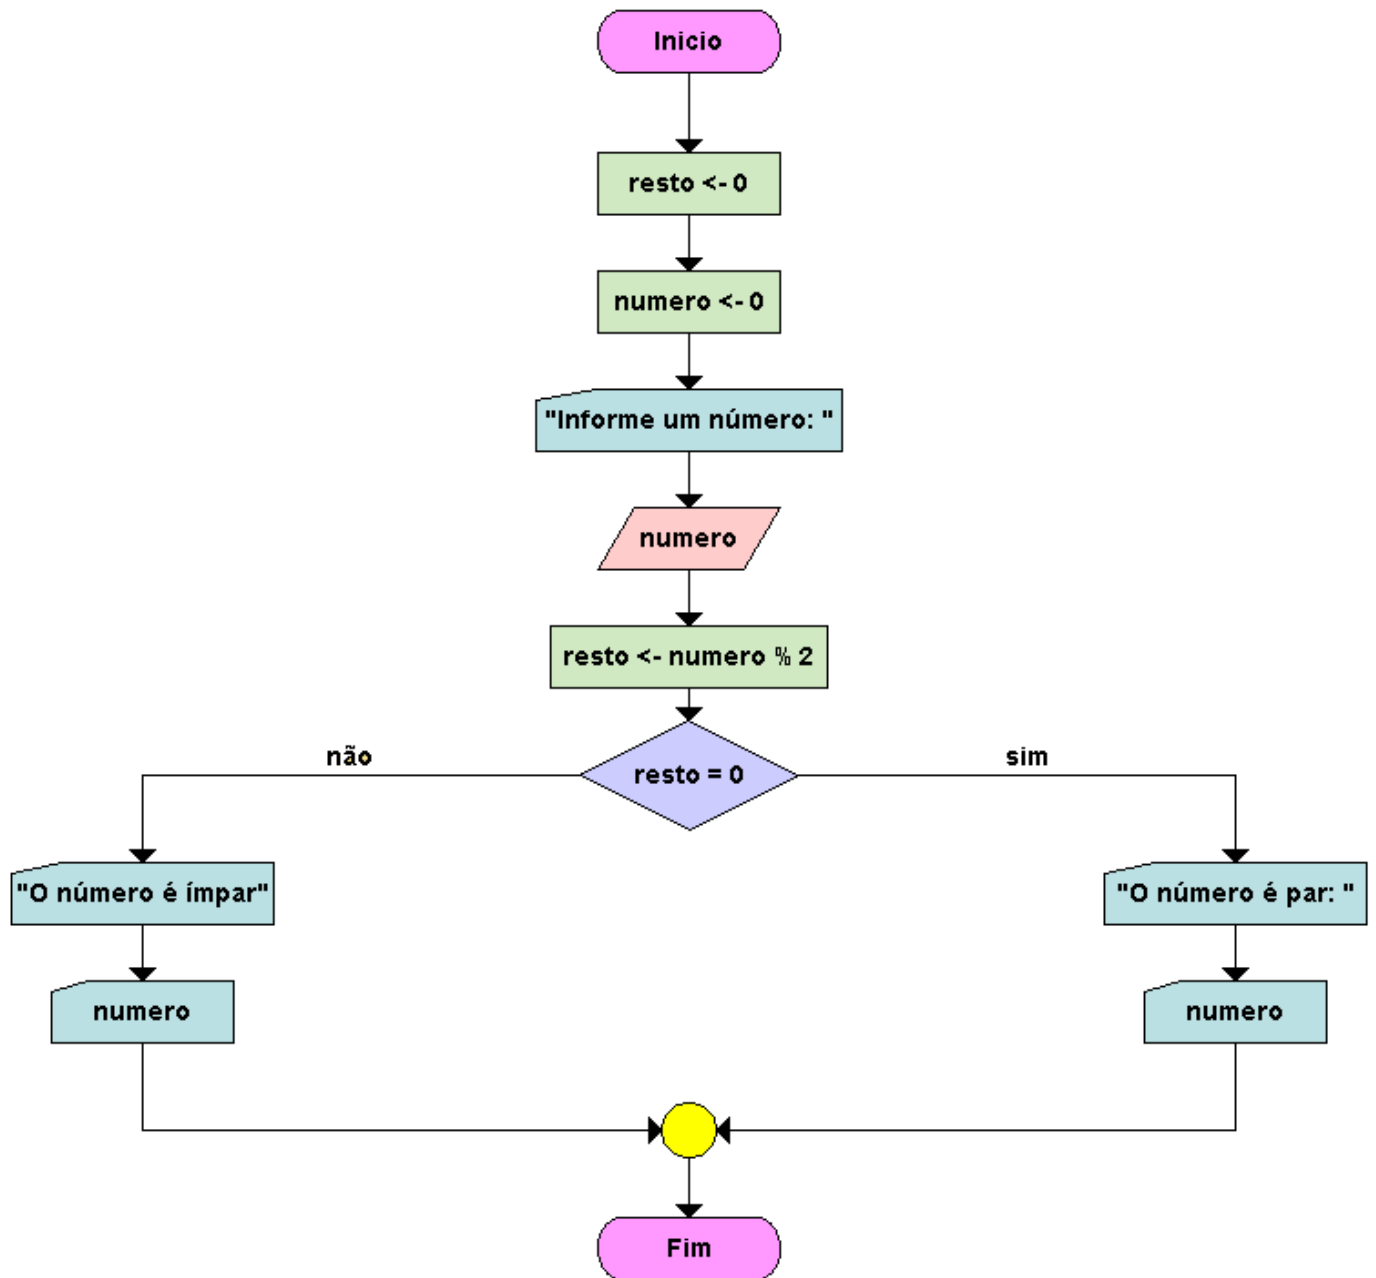 Inicio
resto <- 0
numero <- 0
"Informe um número: "
numero
resto <- numero % 2
não
sim
resto = 0
"O número é ímpar"
"O número é par: "
numero
numero
Fim